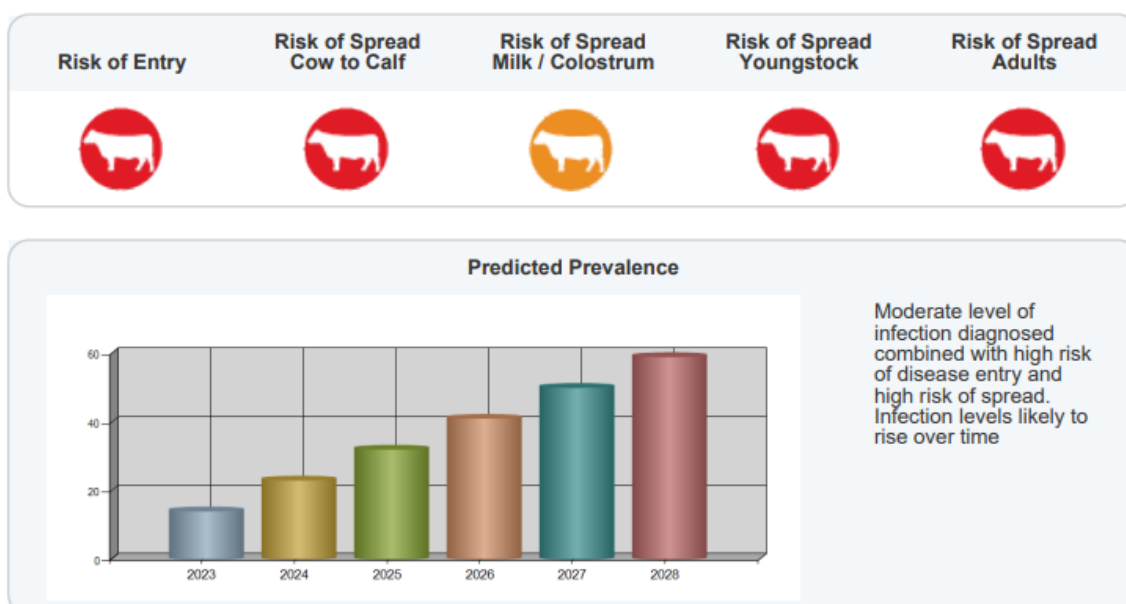 Risk of Entry
Risk of Spread
Cow to Calf
Risk of Spread
Milk / Colostrum
Risk of Spread
Youngstock
Risk of Spread
Adults
Predicted Prevalence
60
40
20
0
2023
2024
2025
2026
2027
2028
Moderate level of
infection diagnosed
combined with high risk
of disease entry and
high risk of spread.
Infection levels likely to
rise over time